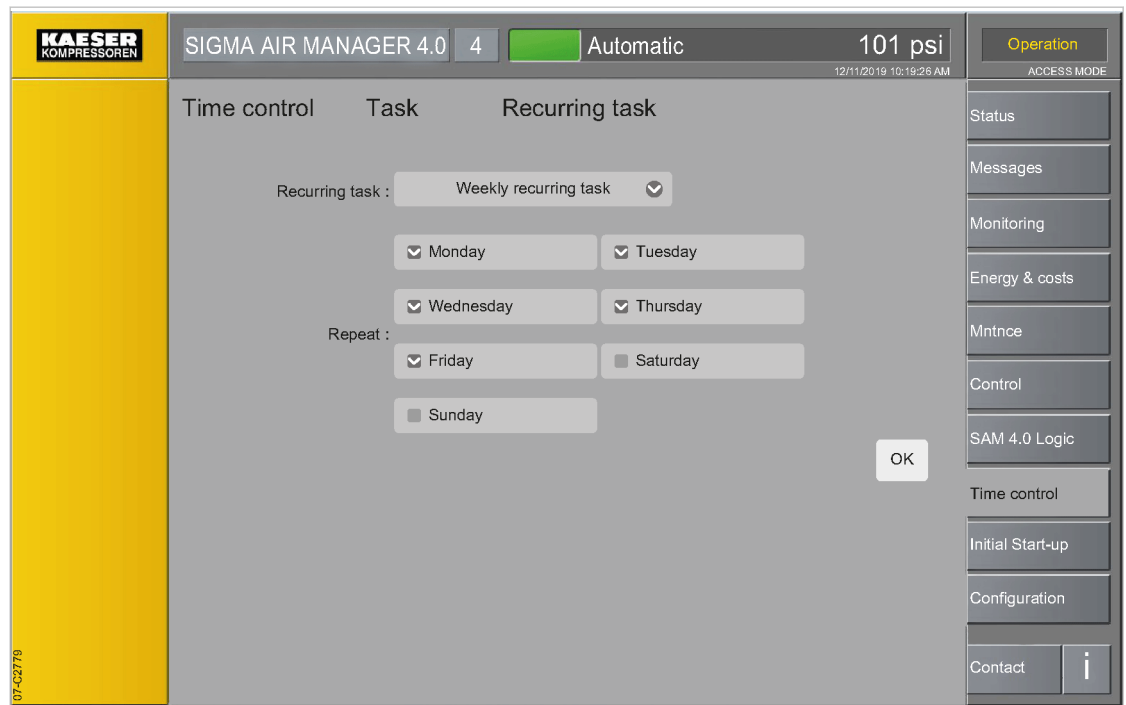 KAESER
KOMPRESSOREN
SIGMA AIR MANAGER 4.0 4 Automatic 101 psi
12/11/2019 10:19:26 AM
Operation
ACCESS MODE
Time control Task Recurring task
Recurring task : Weekly recurring task
Repeat :
Monday Tuesday
Wednesday Thursday
Friday Saturday
Sunday
OK
Status
Messages
Monitoring
Energy & costs
Mntnce
Control
SAM 4.0 Logic
Time control
Initial Start-up
Configuration
Contact i
07-C2779